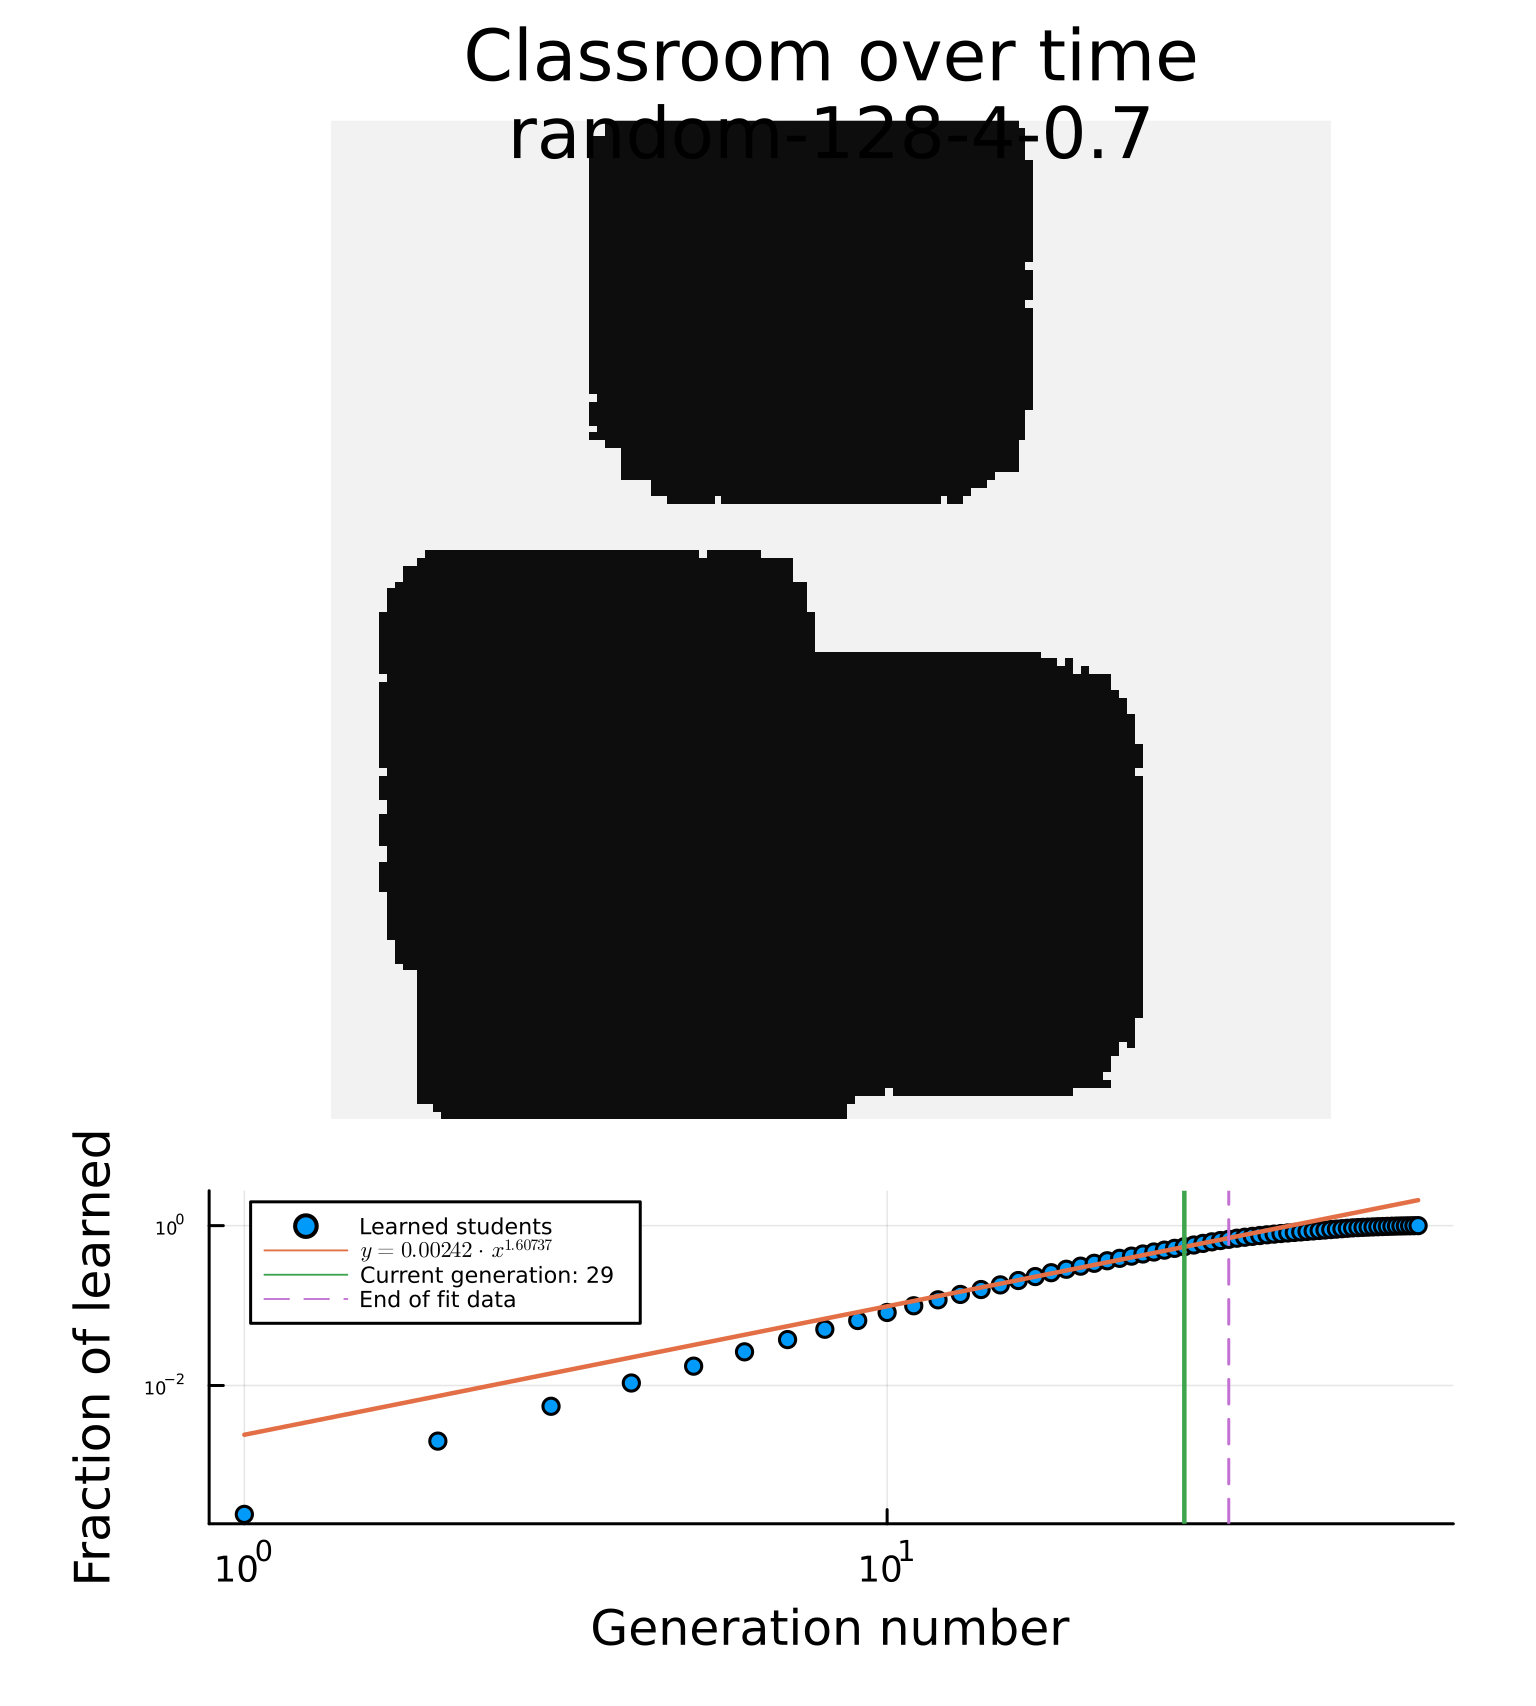 Classroom over time
random-128-4-0.7
Fraction of learned
10^0
10^-2
Learned students
y = 0.00242 · x^1.60737
Current generation: 29
End of fit data
10^0
10^1
Generation number